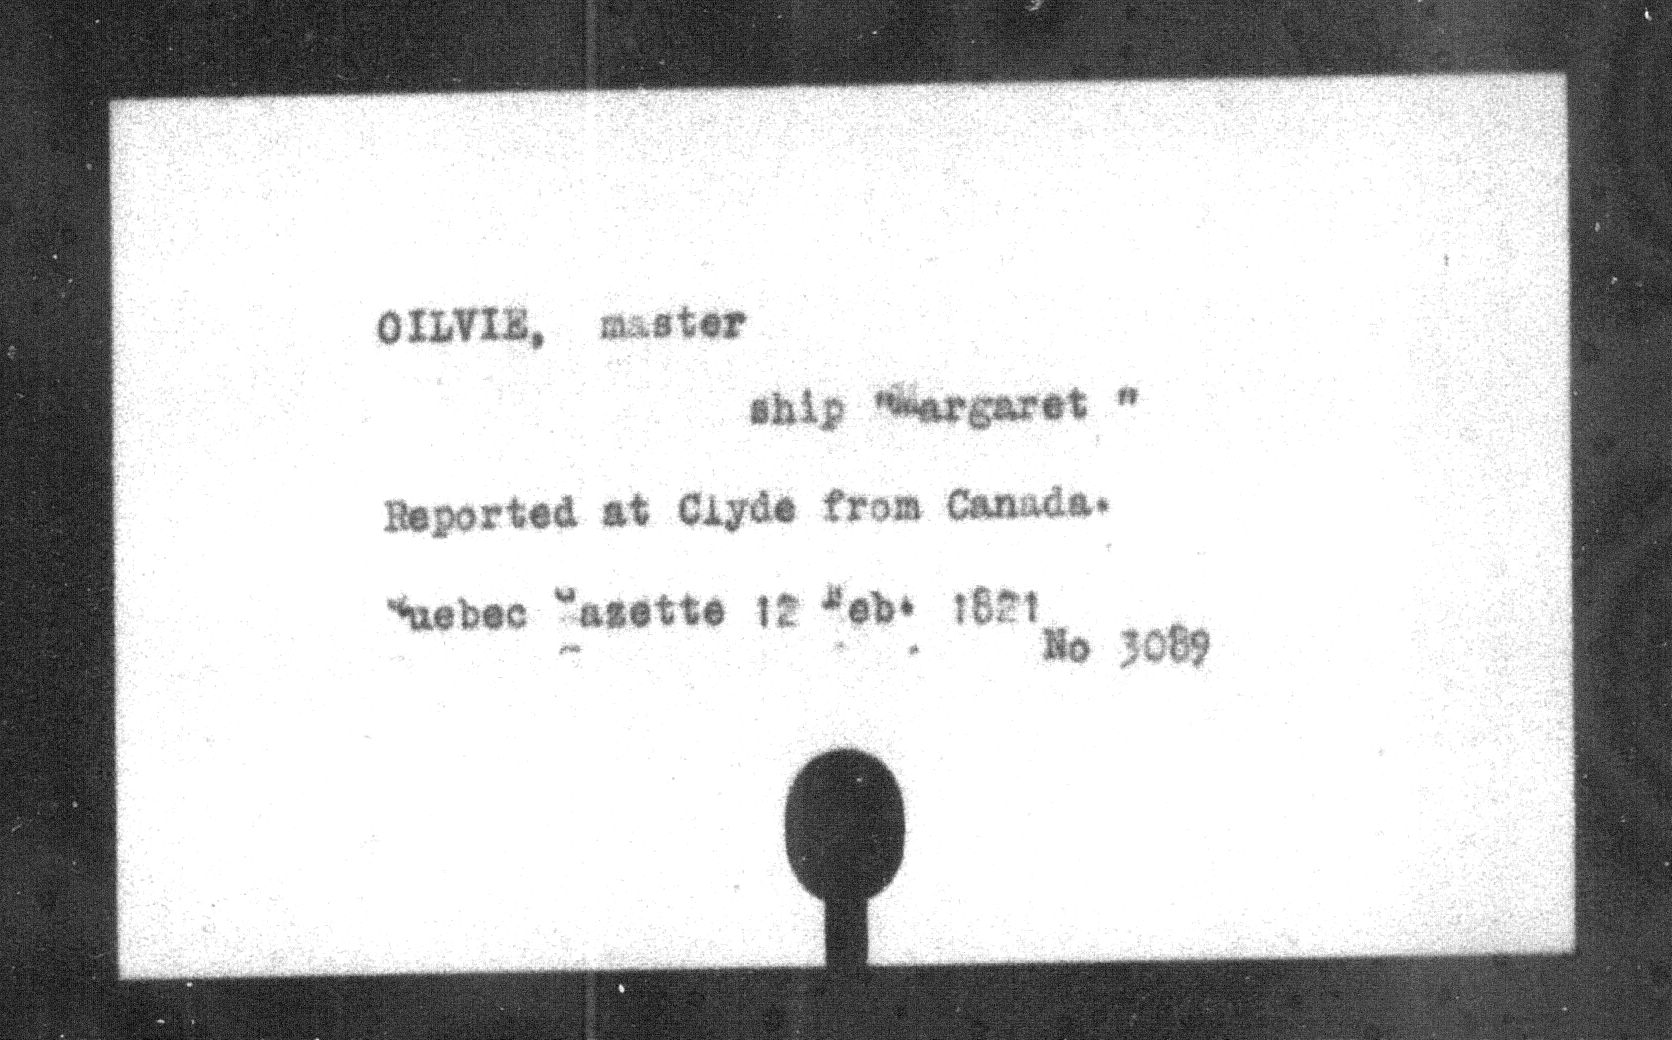 OILVIE, master
ship "Margaret "
Reported at Clyde from Canada.
Quebec Gazette 12 Feb. 1821
No 3089